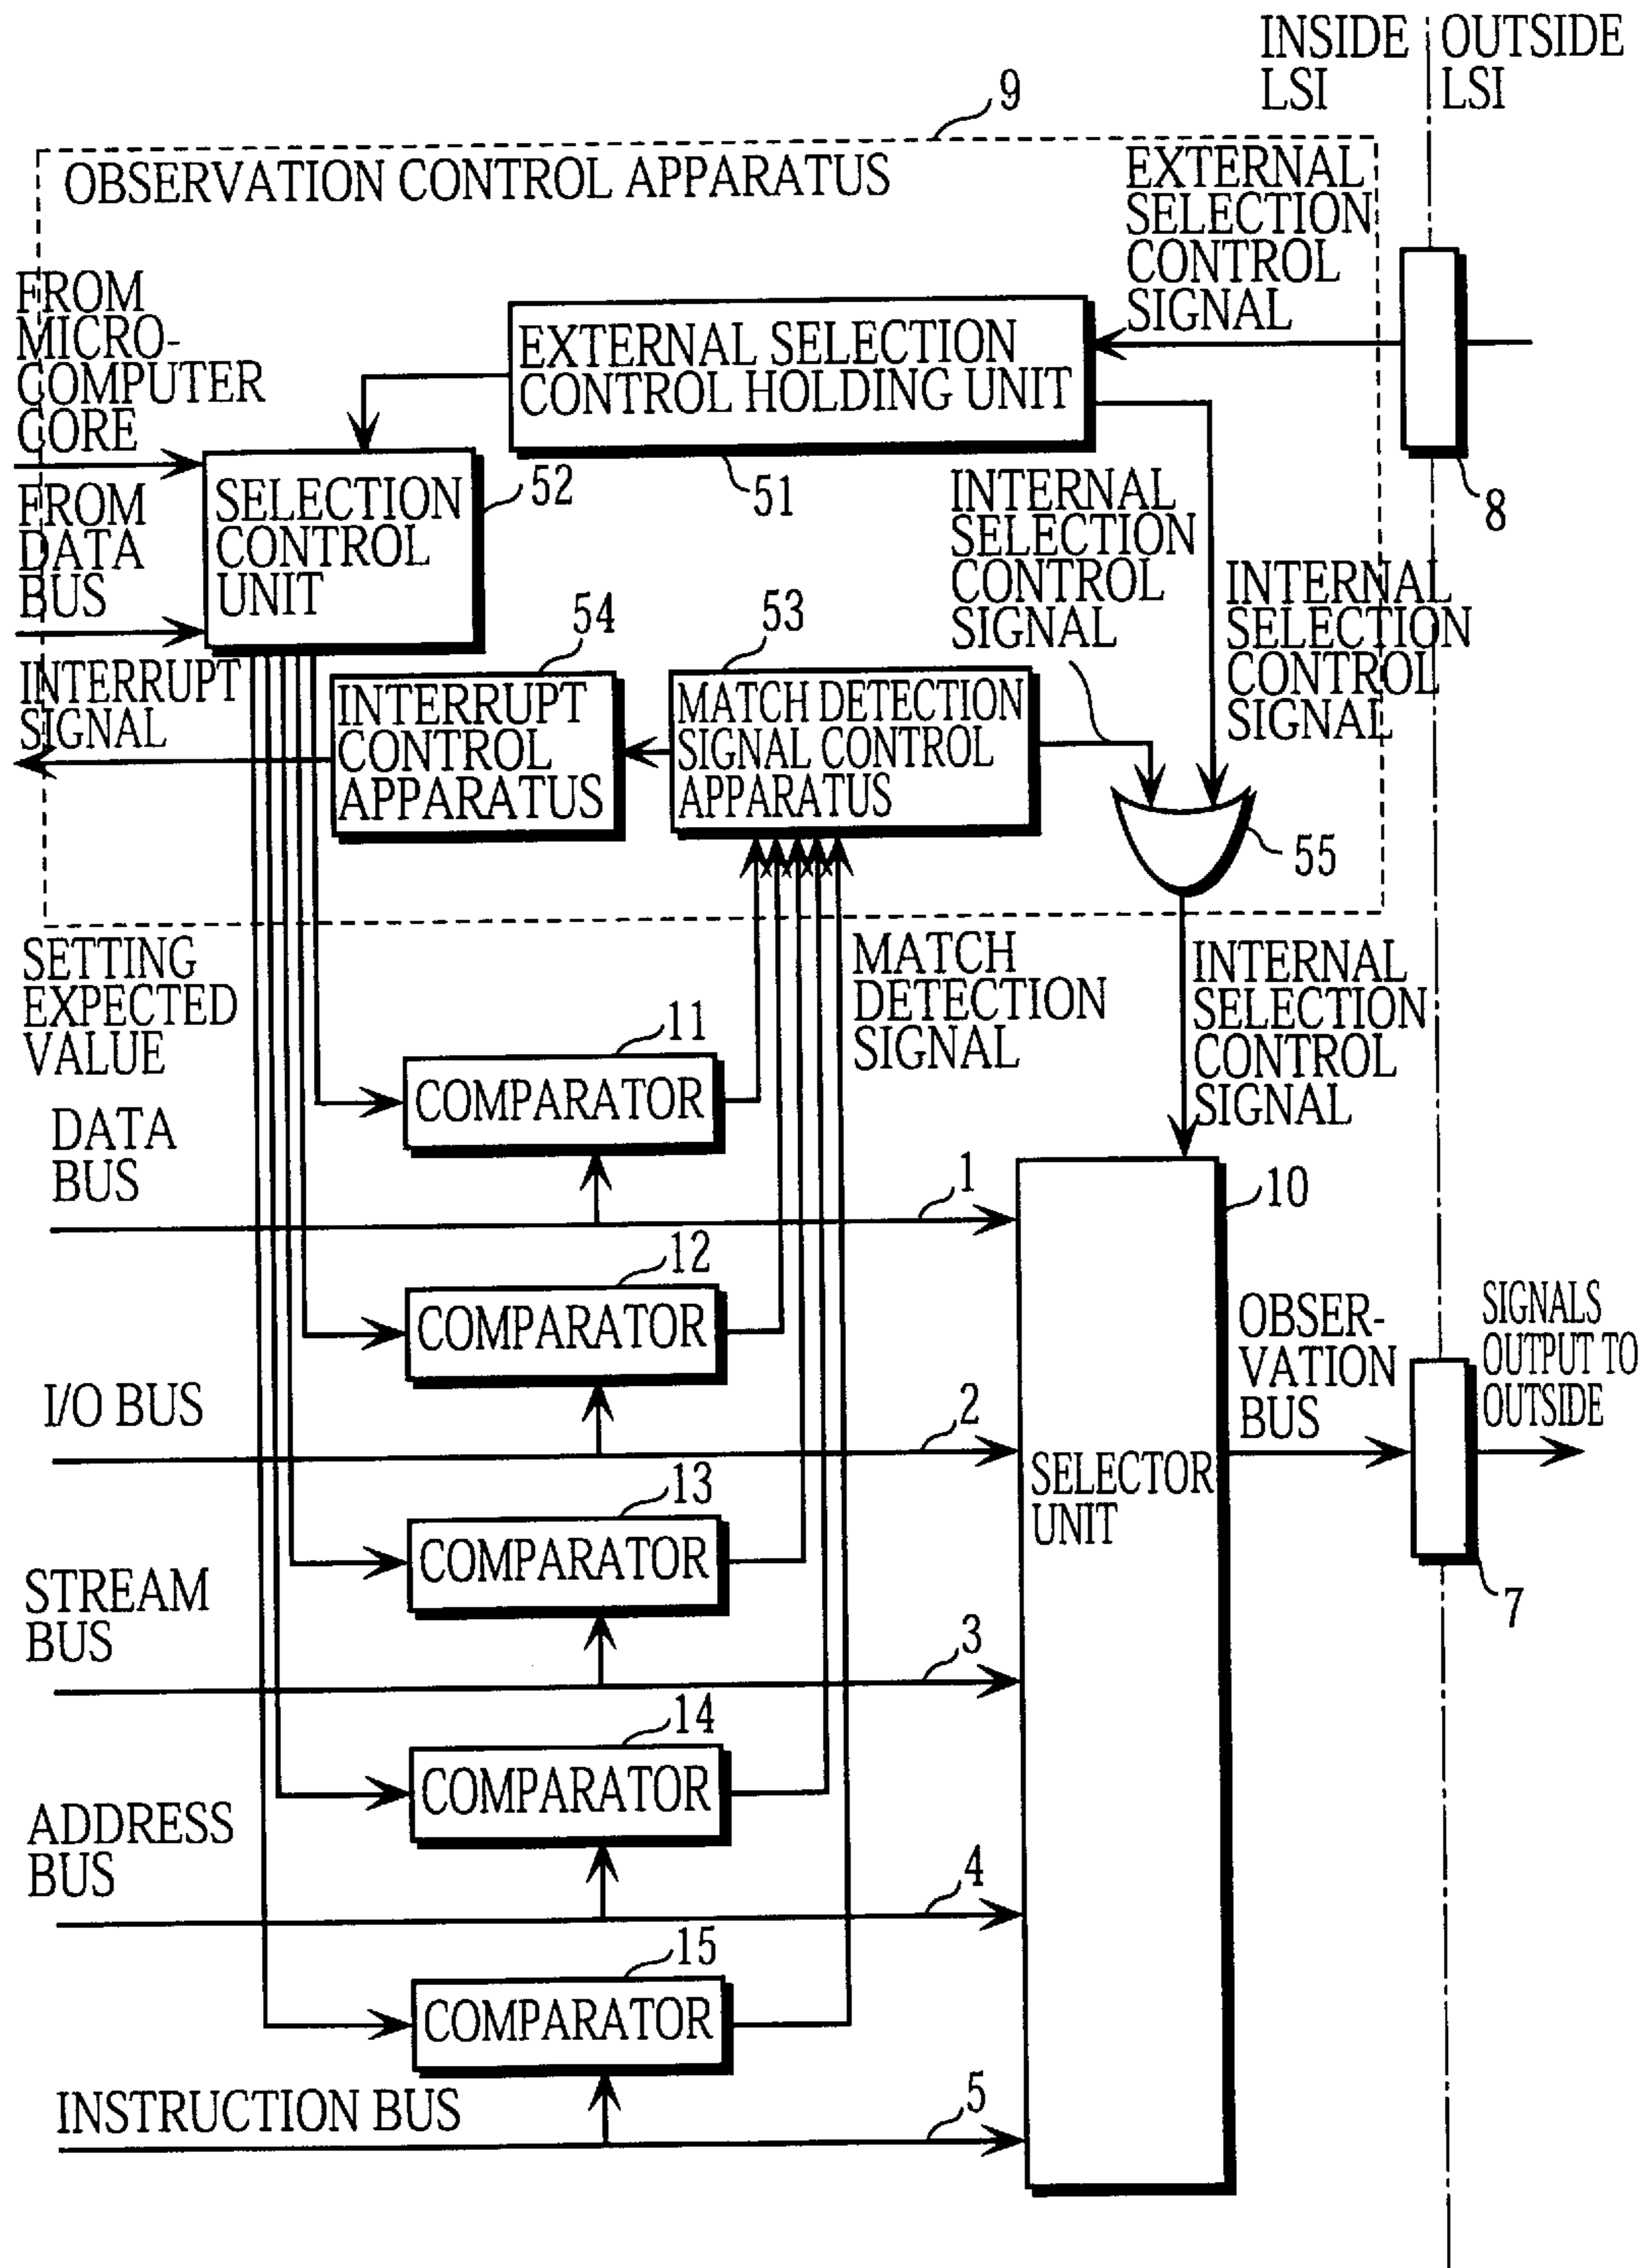 INSIDE
LSI
OUTSIDE
LSI
9
OBSERVATION CONTROL APPARATUS
EXTERNAL
SELECTION
CONTROL
SIGNAL
FROM
MICRO-
COMPUTER
CORE
EXTERNAL SELECTION
CONTROL HOLDING UNIT
51
8
FROM
DATA
BUS
SELECTION
CONTROL
UNIT
52
INTERNAL
SELECTION
CONTROL
SIGNAL
INTERNAL
SELECTION
CONTROL
SIGNAL
INTERRUPT
SIGNAL
54
INTERRUPT
CONTROL
APPARATUS
53
MATCH DETECTION
SIGNAL CONTROL
APPARATUS
55
SETTING
EXPECTED
VALUE
MATCH
DETECTION
SIGNAL
INTERNAL
SELECTION
CONTROL
SIGNAL
11
COMPARATOR
DATA
BUS
1
10
12
COMPARATOR
I/O BUS
2
SELECTOR
UNIT
OBSER-
VATION
BUS
SIGNALS
OUTPUT TO
OUTSIDE
7
13
COMPARATOR
STREAM
BUS
3
14
COMPARATOR
ADDRESS
BUS
4
15
COMPARATOR
INSTRUCTION BUS
5